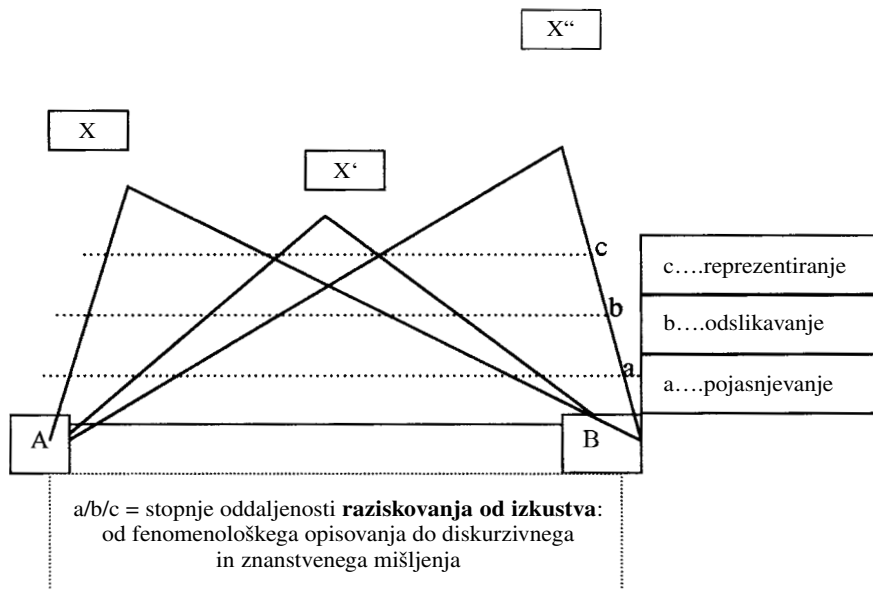 X“
X
X‘
c
c….reprezentiranje
b
b….odslikavanje
a
a….pojasnjevanje
A
B
a/b/c = stopnje oddaljenosti raziskovanja od izkustva:
od fenomenološkega opisovanja do diskurzivnega
in znanstvenega mišljenja